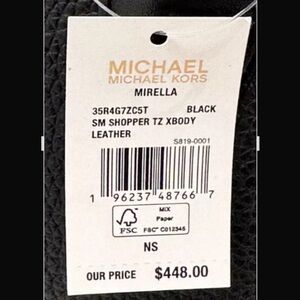 MICHAEL
MICHAEL KORS
MIRELLA
35R4G7ZC5T BLACK
SM SHOPPER TZ XBODY
LEATHER
S819-0001
1 96237 48766 7
FSC
MIX
Paper
FSC® C012345
NS
OUR PRICE $448.00